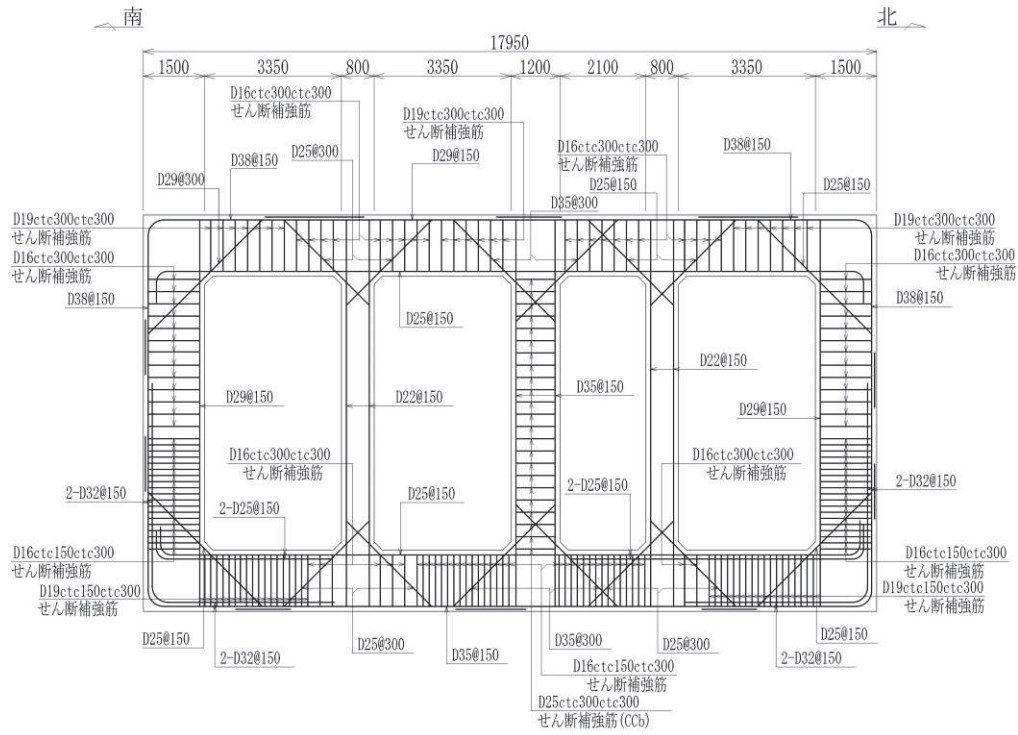 南
北
17950
1500
3350
800
3350
1200
2100
800
3350
1500
D16ctc300ctc300
せん断補強筋
D19ctc300ctc300
せん断補強筋
D16ctc300ctc300
せん断補強筋
D38@150
D25@300
D29@150
D29@300
D38@150
D25@150
D25@150
D35@300
D19ctc300ctc300
せん断補強筋
D16ctc300ctc300
せん断補強筋
D19ctc300ctc300
せん断補強筋
D16ctc300ctc300
せん断補強筋
D38@150
D38@150
D25@150
D22@150
D29@150
D22@150
D35@150
D29@150
D16ctc300ctc300
せん断補強筋
D16ctc300ctc300
せん断補強筋
2-D32@150
2-D25@150
D25@150
2-D25@150
2-D32@150
D16ctc150ctc300
せん断補強筋
D19ctc150ctc300
せん断補強筋
D16ctc150ctc300
せん断補強筋
D19ctc150ctc300
せん断補強筋
D25@150
2-D32@150
D25@300
D35@150
D35@300
D25@300
D25@150
2-D32@150
D16ctc150ctc300
せん断補強筋
D25ctc300ctc300
せん断補強筋(CCb)